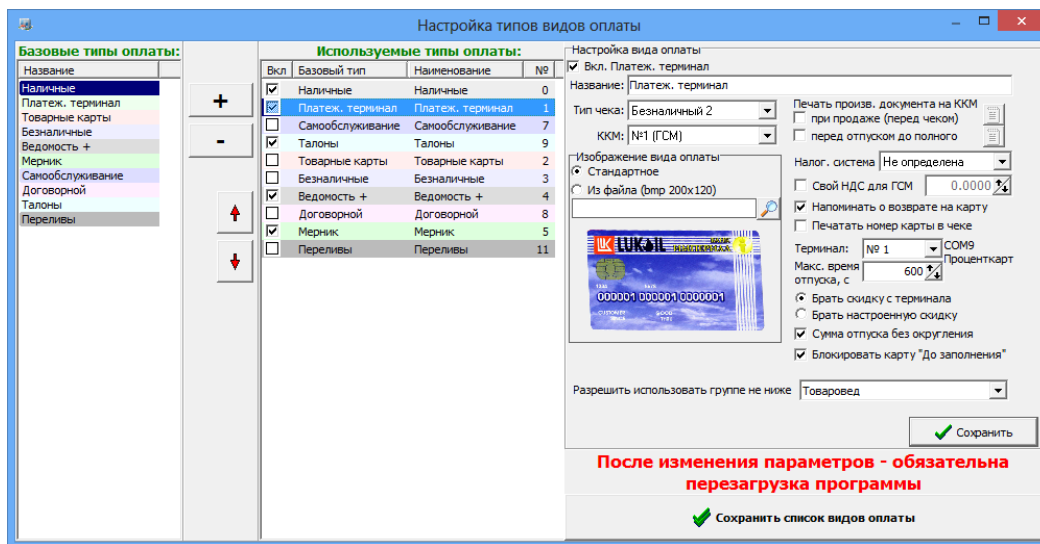 Настройка типов видов оплаты
Базовые типы оплаты:
Название
Наличные
Платеж. терминал
Товарные карты
Безналичные
Ведомость +
Мерник
Самообслуживание
Договорной
Талоны
Переливы
+
-
Используемые типы оплаты:
Вкл Базовый тип Наименование №
Наличные Наличные 0
Платеж. терминал Платеж. терминал 1
Самообслуживание Самообслуживание 7
Талоны Талоны 9
Товарные карты Товарные карты 2
Безналичные Безналичные 3
Ведомость + Ведомость + 4
Договорной Договорной 8
Мерник Мерник 5
Переливы Переливы 11
Настройка вида оплаты
Вкл. Платеж. терминал
Название: Платеж. терминал
Тип чека: Безналичный 2
ККМ: №1 (ГСМ)
Изображение вида оплаты
Стандартное
Из файла (bmp 200x120)
LUKOIL
000001 000001 0000001
Печать произв. документа на ККМ
при продаже (перед чеком)
перед отпуском до полного
Налог. система Не определена
Свой НДС для ГСМ 0.0000
Напоминать о возврате на карту
Печатать номер карты в чеке
Терминал: № 1 COM9
Проценткарт
Макс. время
отпуска, с 600
Брать скидку с терминала
Брать настроенную скидку
Сумма отпуска без округления
Блокировать карту "До заполнения"
Разрешить использовать группе не ниже Товаровед
Сохранить
После изменения параметров - обязательна
перезагрузка программы
Сохранить список видов оплаты